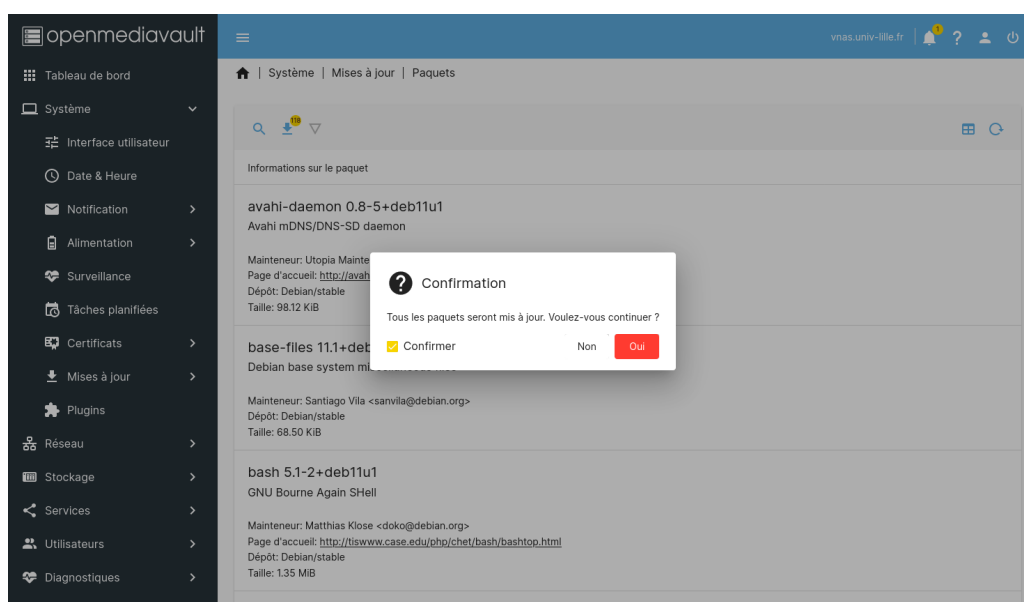 openmediavault
vnas.univ-lille.fr
1
Tableau de bord
Système
Interface utilisateur
Date & Heure
Notification
Alimentation
Surveillance
Tâches planifiées
Certificats
Mises à jour
Plugins
Réseau
Stockage
Services
Utilisateurs
Diagnostiques
| Système | Mises à jour | Paquets
118
Informations sur le paquet
avahi-daemon 0.8-5+deb11u1
Avahi mDNS/DNS-SD daemon
Mainteneur: Utopia
Page d'accueil:
Dépôt: Debian/stable
Taille: 98.12 KiB
base-files
Debian base system
Mainteneur: Santiago Vila <sanvila@debian.org>
Dépôt: Debian/stable
Taille: 68.50 KiB
bash 5.1-2+deb11u1
GNU Bourne Again SHell
Mainteneur: Matthias Klose <doko@debian.org>
Page d'accueil: http://tiswww.case.edu/php/chet/bash/bashtop.html
Dépôt: Debian/stable
Taille: 1.35 MiB
Confirmation
Tous les paquets seront mis à jour. Voulez-vous continuer ?
Confirmer
Non
Oui